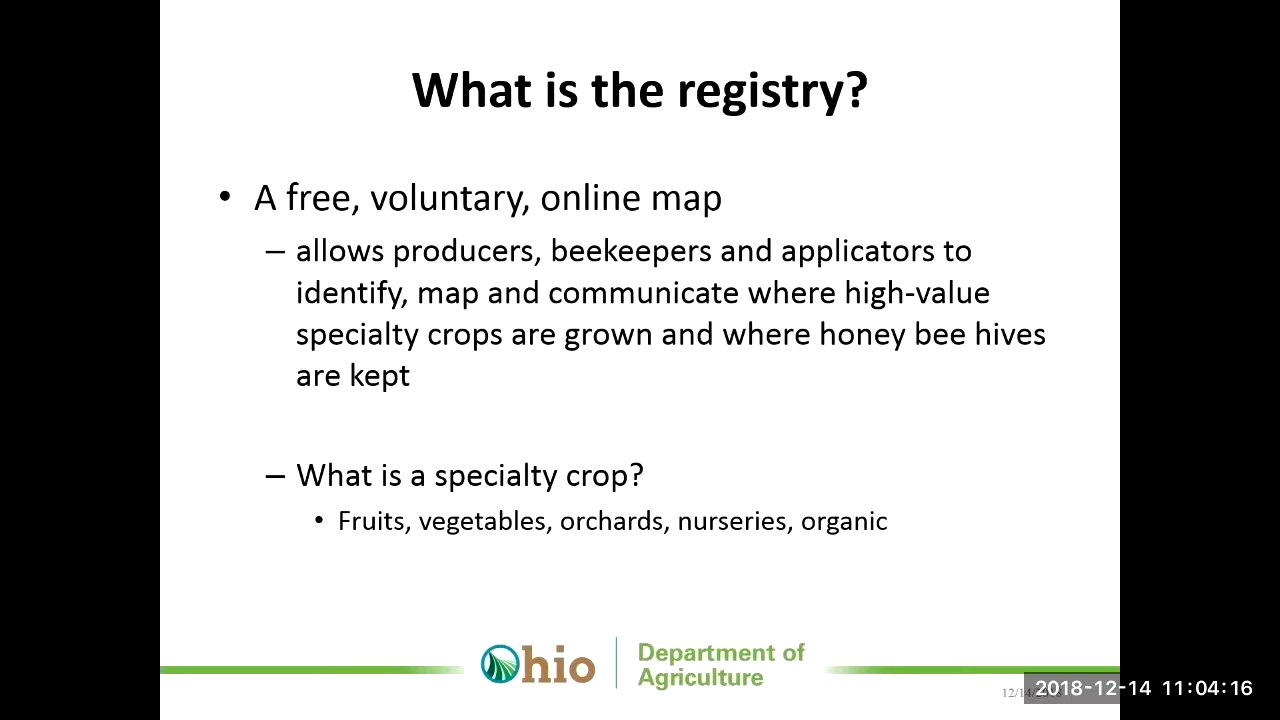 What is the registry?
• A free, voluntary, online map
– allows producers, beekeepers and applicators to
identify, map and communicate where high-value
specialty crops are grown and where honey bee hives
are kept
– What is a specialty crop?
• Fruits, vegetables, orchards, nurseries, organic
Ohio
Department of
Agriculture
2018-12-14 11:04:16